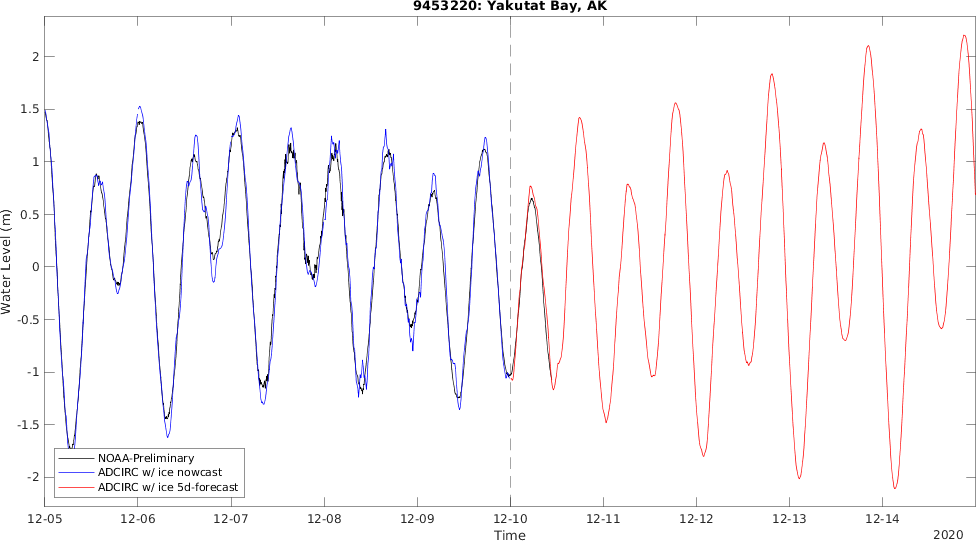 9453220: Yakutat Bay, AK
Water Level (m)
2
1.5
1
0.5
0
-0.5
-1
-1.5
-2
NOAA-Preliminary
ADCIRC w/ ice nowcast
ADCIRC w/ ice 5d-forecast
12-05 12-06 12-07 12-08 12-09 12-10 12-11 12-12 12-13 12-14
Time
2020